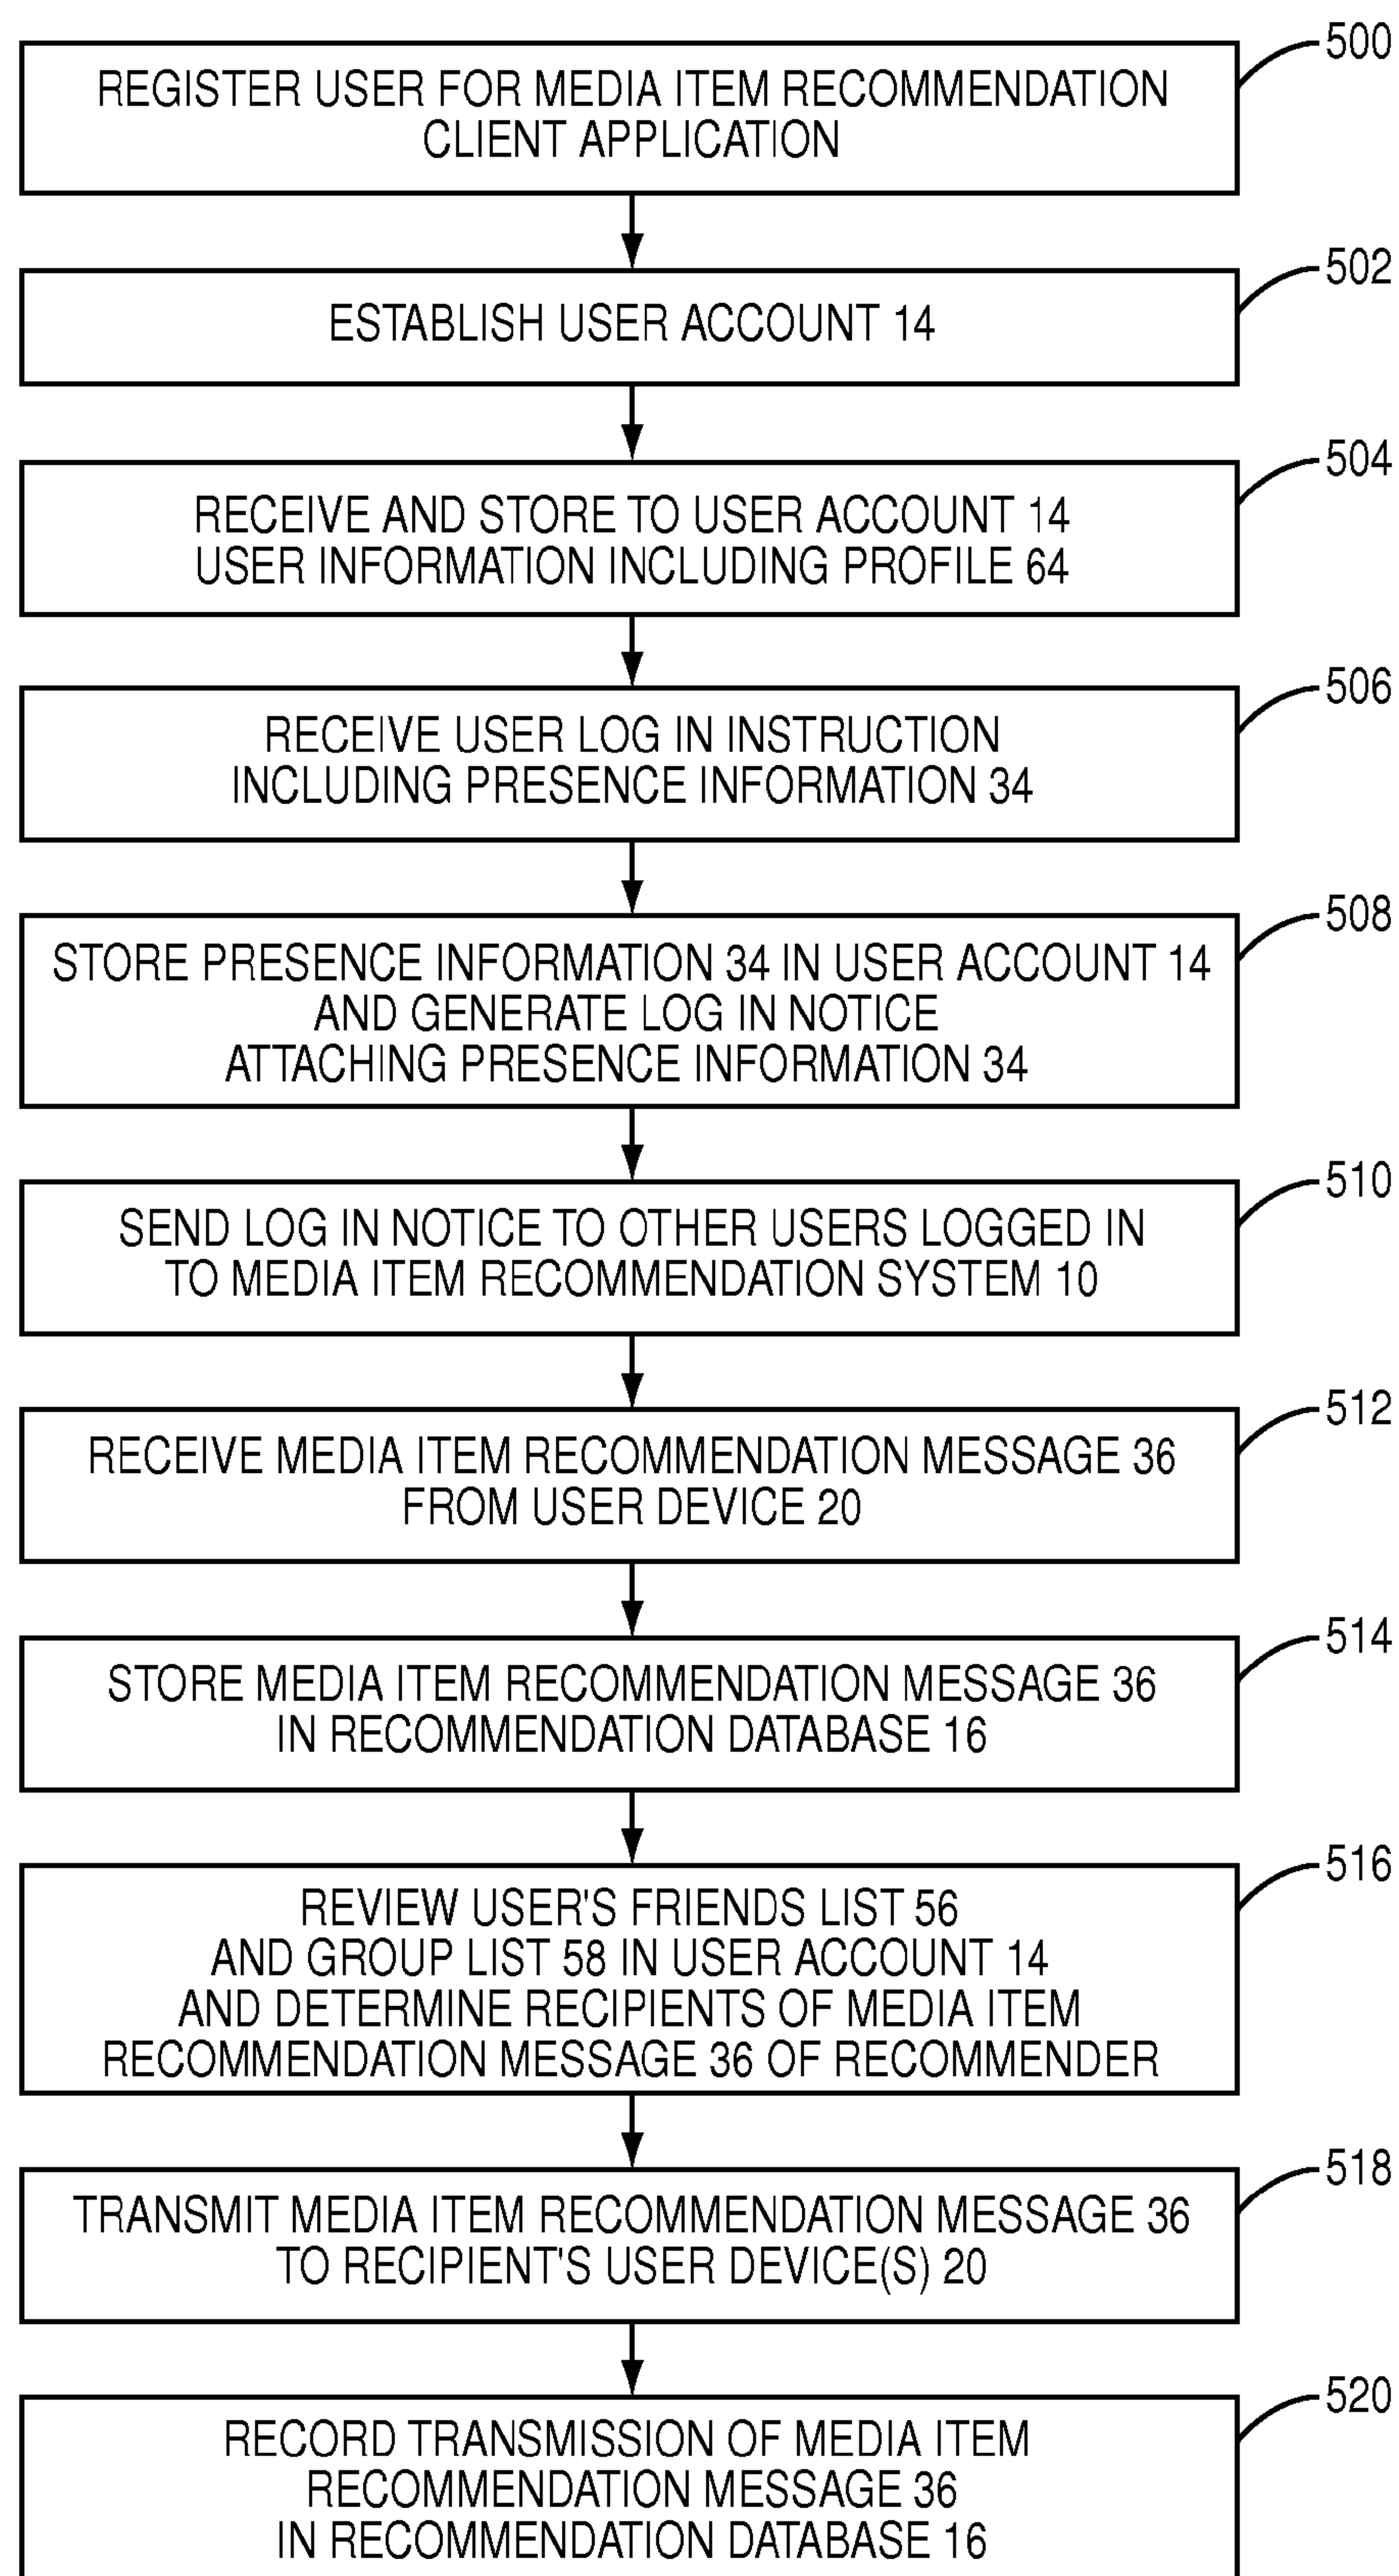 500
REGISTER USER FOR MEDIA ITEM RECOMMENDATION
CLIENT APPLICATION
502
ESTABLISH USER ACCOUNT 14
504
RECEIVE AND STORE TO USER ACCOUNT 14
USER INFORMATION INCLUDING PROFILE 64
506
RECEIVE USER LOG IN INSTRUCTION
INCLUDING PRESENCE INFORMATION 34
508
STORE PRESENCE INFORMATION 34 IN USER ACCOUNT 14
AND GENERATE LOG IN NOTICE
ATTACHING PRESENCE INFORMATION 34
510
SEND LOG IN NOTICE TO OTHER USERS LOGGED IN
TO MEDIA ITEM RECOMMENDATION SYSTEM 10
512
RECEIVE MEDIA ITEM RECOMMENDATION MESSAGE 36
FROM USER DEVICE 20
514
STORE MEDIA ITEM RECOMMENDATION MESSAGE 36
IN RECOMMENDATION DATABASE 16
516
REVIEW USER'S FRIENDS LIST 56
AND GROUP LIST 58 IN USER ACCOUNT 14
AND DETERMINE RECIPIENTS OF MEDIA ITEM
RECOMMENDATION MESSAGE 36 OF RECOMMENDER
518
TRANSMIT MEDIA ITEM RECOMMENDATION MESSAGE 36
TO RECIPIENT'S USER DEVICE(S) 20
520
RECORD TRANSMISSION OF MEDIA ITEM
RECOMMENDATION MESSAGE 36
IN RECOMMENDATION DATABASE 16